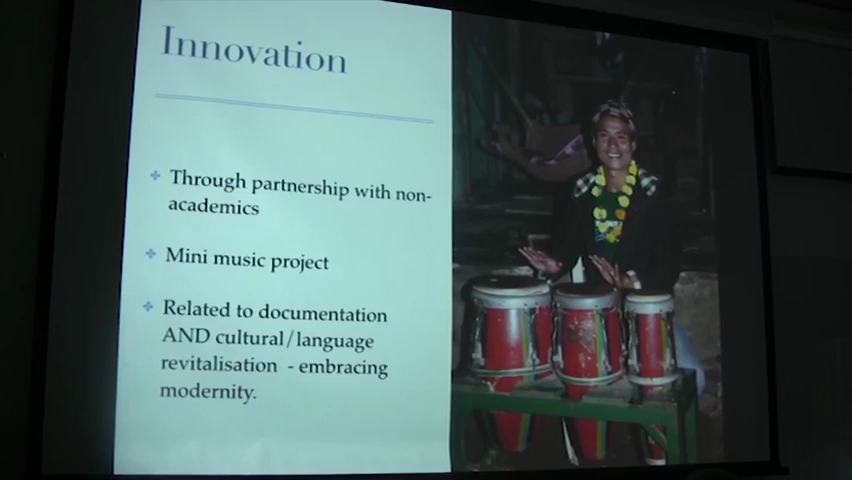 Innovation
Through partnership with non-
academics
Mini music project
Related to documentation
AND cultural/language
revitalisation - embracing
modernity.